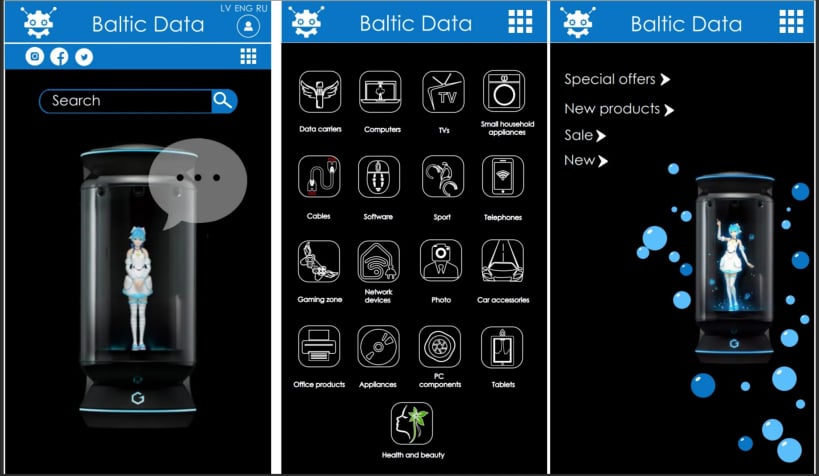 LV ENG RU
Baltic Data
Search
Baltic Data
Data carriers
Computers
TV
TVs
Small household
appliances
Cables
Software
Sport
Telephones
Gaming zone
Network
devices
Photo
Car accessories
Office products
Appliances
PC
components
Tablets
Health and beauty
Baltic Data
Special offers
New products
Sale
New